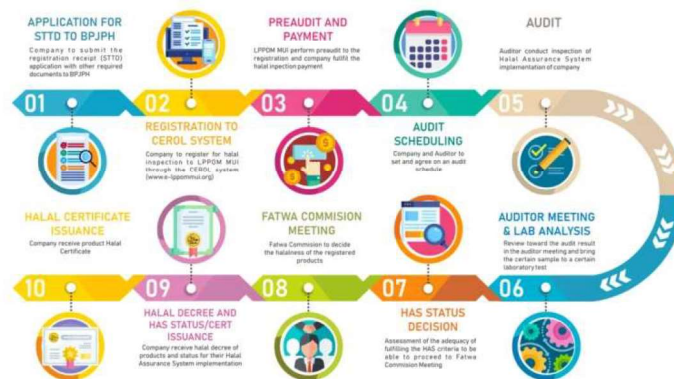 APPLICATION FOR
STTD TO BPJPH
Company to submit the
registration receipt (STTD)
application with other required
documents to BPJPH
PREAUDIT AND
PAYMENT
LPPOM MUI perform preaudit to the
registration and company fulfill the
halal injection payment
AUDIT
Auditor conduct inspection of
Halal Assurance System
implementation of company
01
02
03
04
05
REGISTRATION TO
CEROL SYSTEM
Company to register for halal
inspection to LPPOM MUI
through the CEROL system
(www.e-lppommui.org)
AUDIT
SCHEDULING
Company and Auditor to
set and agree on an audit
schedule
HALAL CERTIFICATE
ISSUANCE
Company receive product Halal
Certificate
FATWA COMMISION
MEETING
Fatwa Commission to decide
the halalness of the registered
products
AUDITOR MEETING
& LAB ANALYSIS
Review toward the audit result
in the auditor meeting and bring
the certain sample to a certain
laboratory test
10
09
08
07
06
HALAL DECREE AND
HAS STATUS/CERT
ISSUANCE
Company receive halal decree of
products and status for their Halal
Assurance System implementation
HAS STATUS
DECISION
Assessment of the adequacy of
fulfilling the HAS criteria to be
able to proceed to Fatwa
Commision Meeting